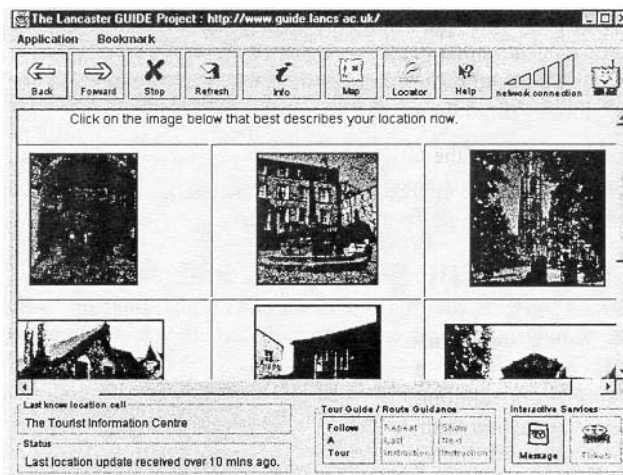 The Lancaster GUIDE Project : http://www.guide.lancs.ac.uk/
Application Bookmark
Back Forward Stop Refresh Info Map Locator Help network connection
Click on the image below that best describes your location now.
Last know location cell
The Tourist Information Centre
Status
Last location update received over 10 mins ago.
Tour Guide / Route Guidance
Follow A Tour
Repeat Last Instruction
Show Next Instruction
Interactive Services
Message Tickets